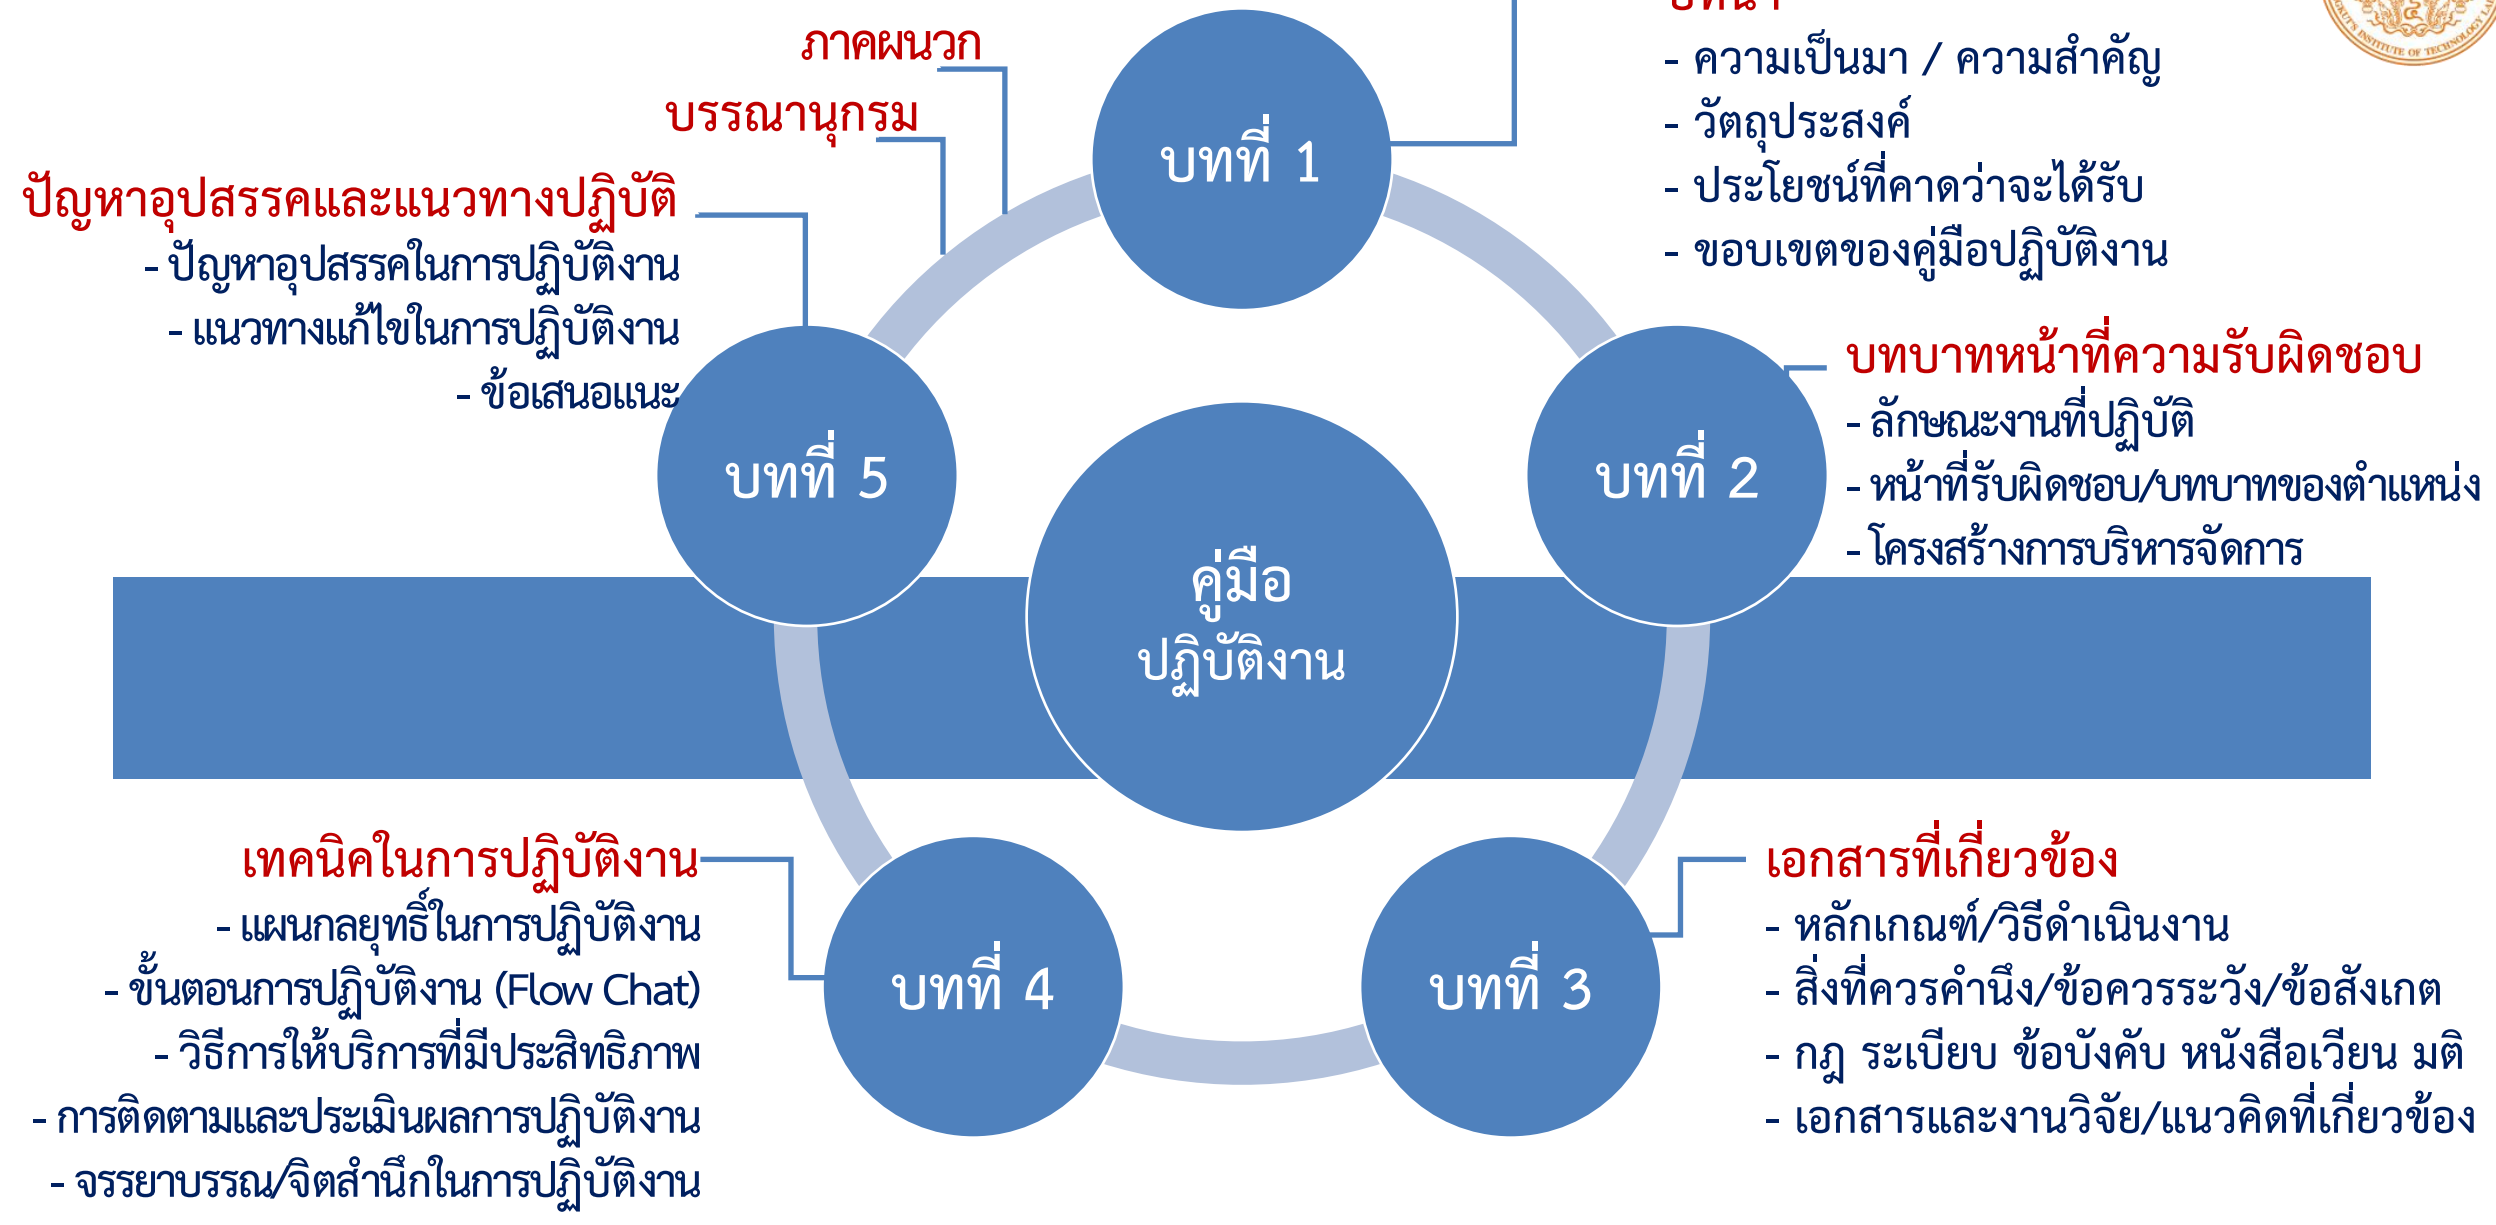 ภาคผนวก
บรรณานุกรม
ปัญหาอุปสรรคและแนวทางปฏิบัติ
- ปัญหาอุปสรรคในการปฏิบัติงาน
- แนวทางแก้ไขในการปฏิบัติงาน
- ข้อเสนอแนะ
บทที่ 1
- ความเป็นมา / ความสำคัญ
- วัตถุประสงค์
- ประโยชน์ที่คาดว่าจะได้รับ
- ขอบเขตของคู่มือปฏิบัติงาน
บทที่ 5
บทที่ 2
บทบาทหน้าที่ความรับผิดชอบ
- ลักษณะงานที่ปฏิบัติ
- หน้าที่รับผิดชอบ/บทบาทของตำแหน่ง
- โครงสร้างการบริหารจัดการ
คู่มือ
ปฏิบัติงาน
เทคนิคในการปฏิบัติงาน
- แผนกลยุทธิ์ในการปฏิบัติงาน
- ขั้นตอนการปฏิบัติงาน (Flow Chat)
- วิธีการให้บริการที่มีประสิทธิภาพ
- การติดตามและประเมินผลการปฏิบัติงาน
- จรรยาบรรณ/จิตสำนึกในการปฏิบัติงาน
บทที่ 4
บทที่ 3
เอกสารที่เกี่ยวข้อง
- หลักเกณฑ์/วิธีดำเนินงาน
- สิ่งที่ควรคำนึง/ข้อควรระวัง/ข้อสังเกต
- กฎ ระเบียบ ข้อบังคับ หนังสือเวียน มติ
- เอกสารและงานวิจัย/แนวคิดที่เกี่ยวข้อง
INSTITUTE OF TECHNOLOGY